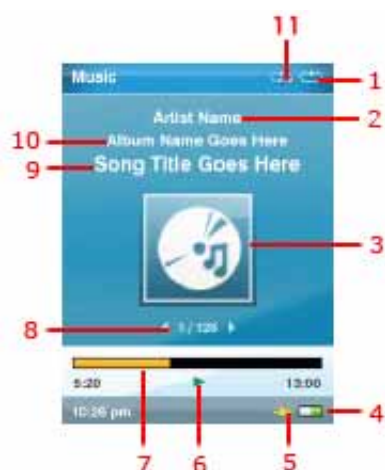 11
Music
1
Artist Name
2
10
Album Name Goes Here
9
Song Title Goes Here
3
8
1 / 125
5:20
13:00
10:26 pm
4
7
6
5